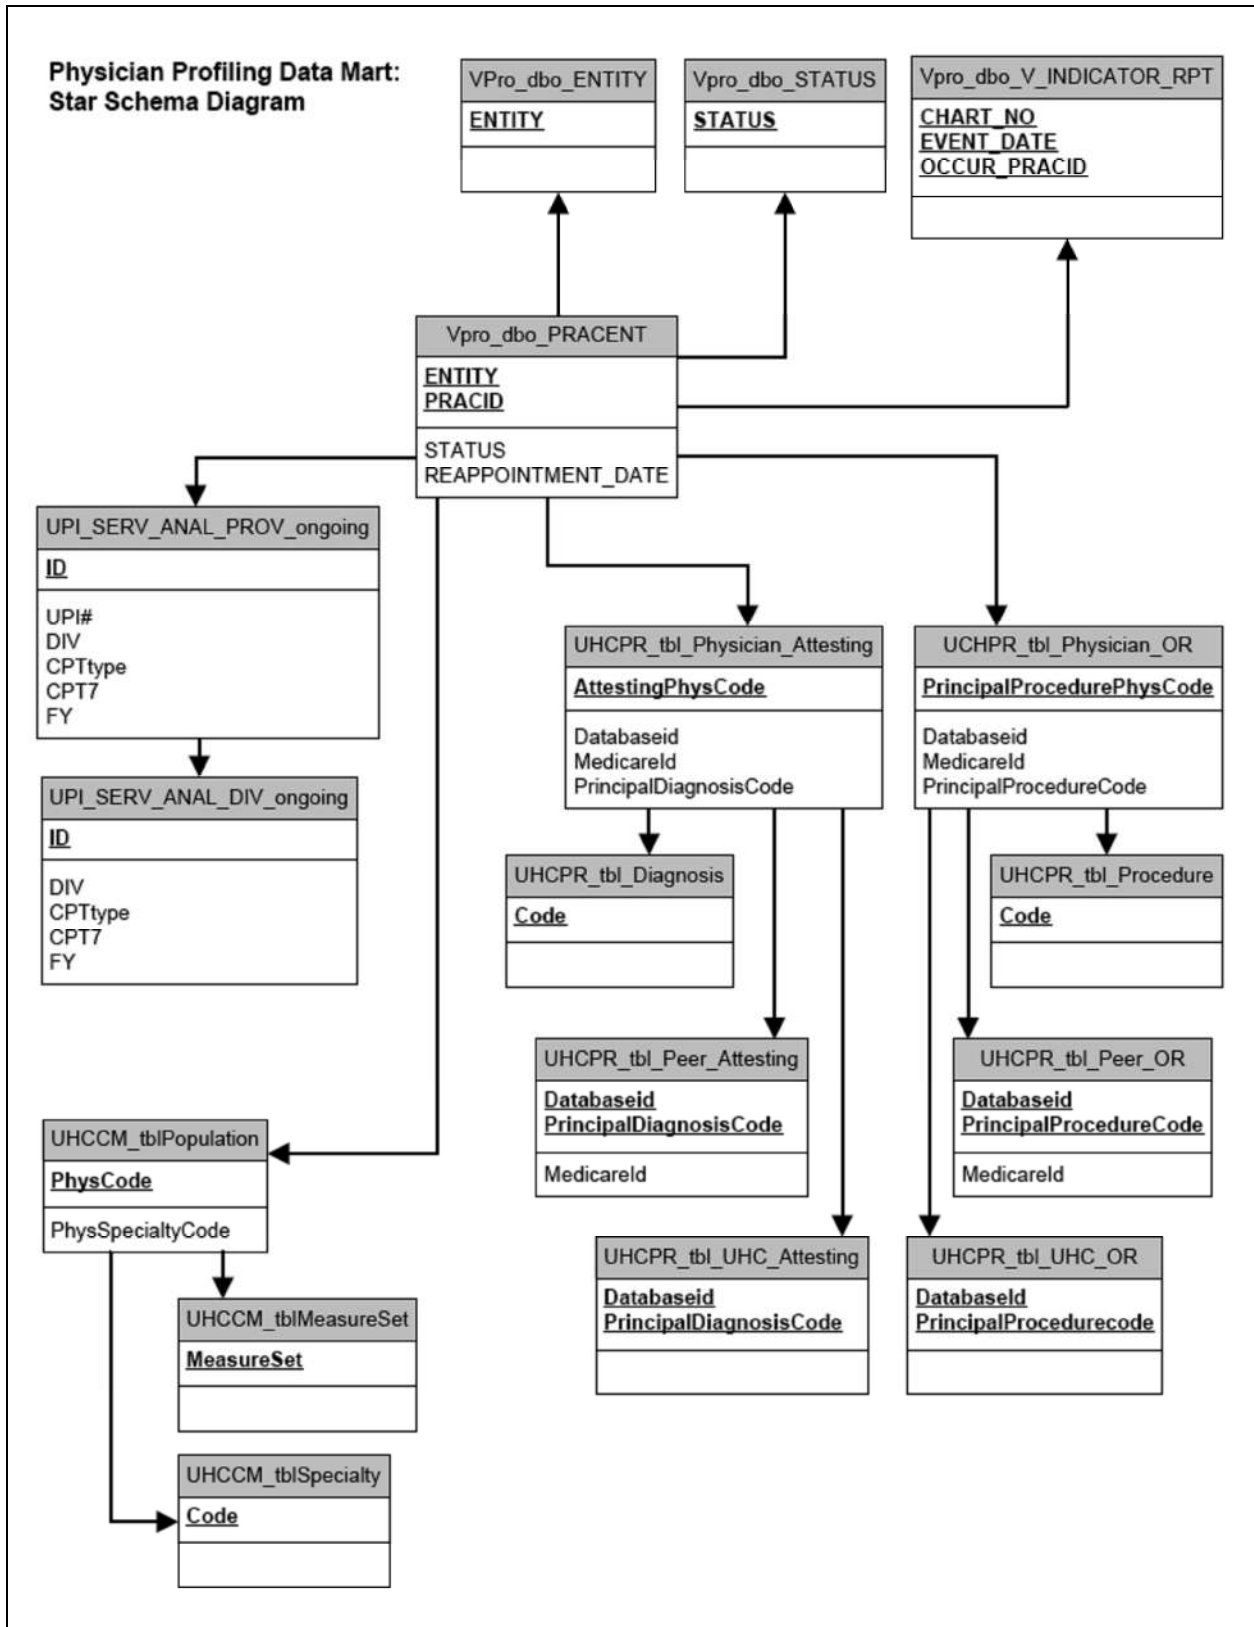 Physician Profiling Data Mart:
Star Schema Diagram
VPro_dbo_ENTITY
ENTITY
Vpro_dbo_STATUS
STATUS
Vpro_dbo_V_INDICATOR_RPT
CHART_NO
EVENT_DATE
OCCUR_PRACID
Vpro_dbo_PRACENT
ENTITY
PRACID
STATUS
REAPPOINTMENT_DATE
UPI_SERV_ANAL_PROV_ongoing
ID
UPI#
DIV
CPTtype
CPT7
FY
UPI_SERV_ANAL_DIV_ongoing
ID
DIV
CPTtype
CPT7
FY
UHCPR_tbl_Physician_Attesting
AttestingPhysCode
Databaseid
MedicareId
PrincipalDiagnosisCode
UCHPR_tbl_Physician_OR
PrincipalProcedurePhysCode
Databaseid
MedicareId
PrincipalProcedureCode
UHCPR_tbl_Diagnosis
Code
UHCPR_tbl_Procedure
Code
UHCPR_tbl_Peer_Attesting
Databaseid
PrincipalDiagnosisCode
MedicareId
UHCPR_tbl_Peer_OR
Databaseid
PrincipalProcedureCode
MedicareId
UHCCM_tblPopulation
PhysCode
PhysSpecialtyCode
UHCPR_tbl_UHC_Attesting
Databaseid
PrincipalDiagnosisCode
UHCPR_tbl_UHC_OR
DatabaseId
PrincipalProcedurecode
UHCCM_tblMeasureSet
MeasureSet
UHCCM_tblSpecialty
Code